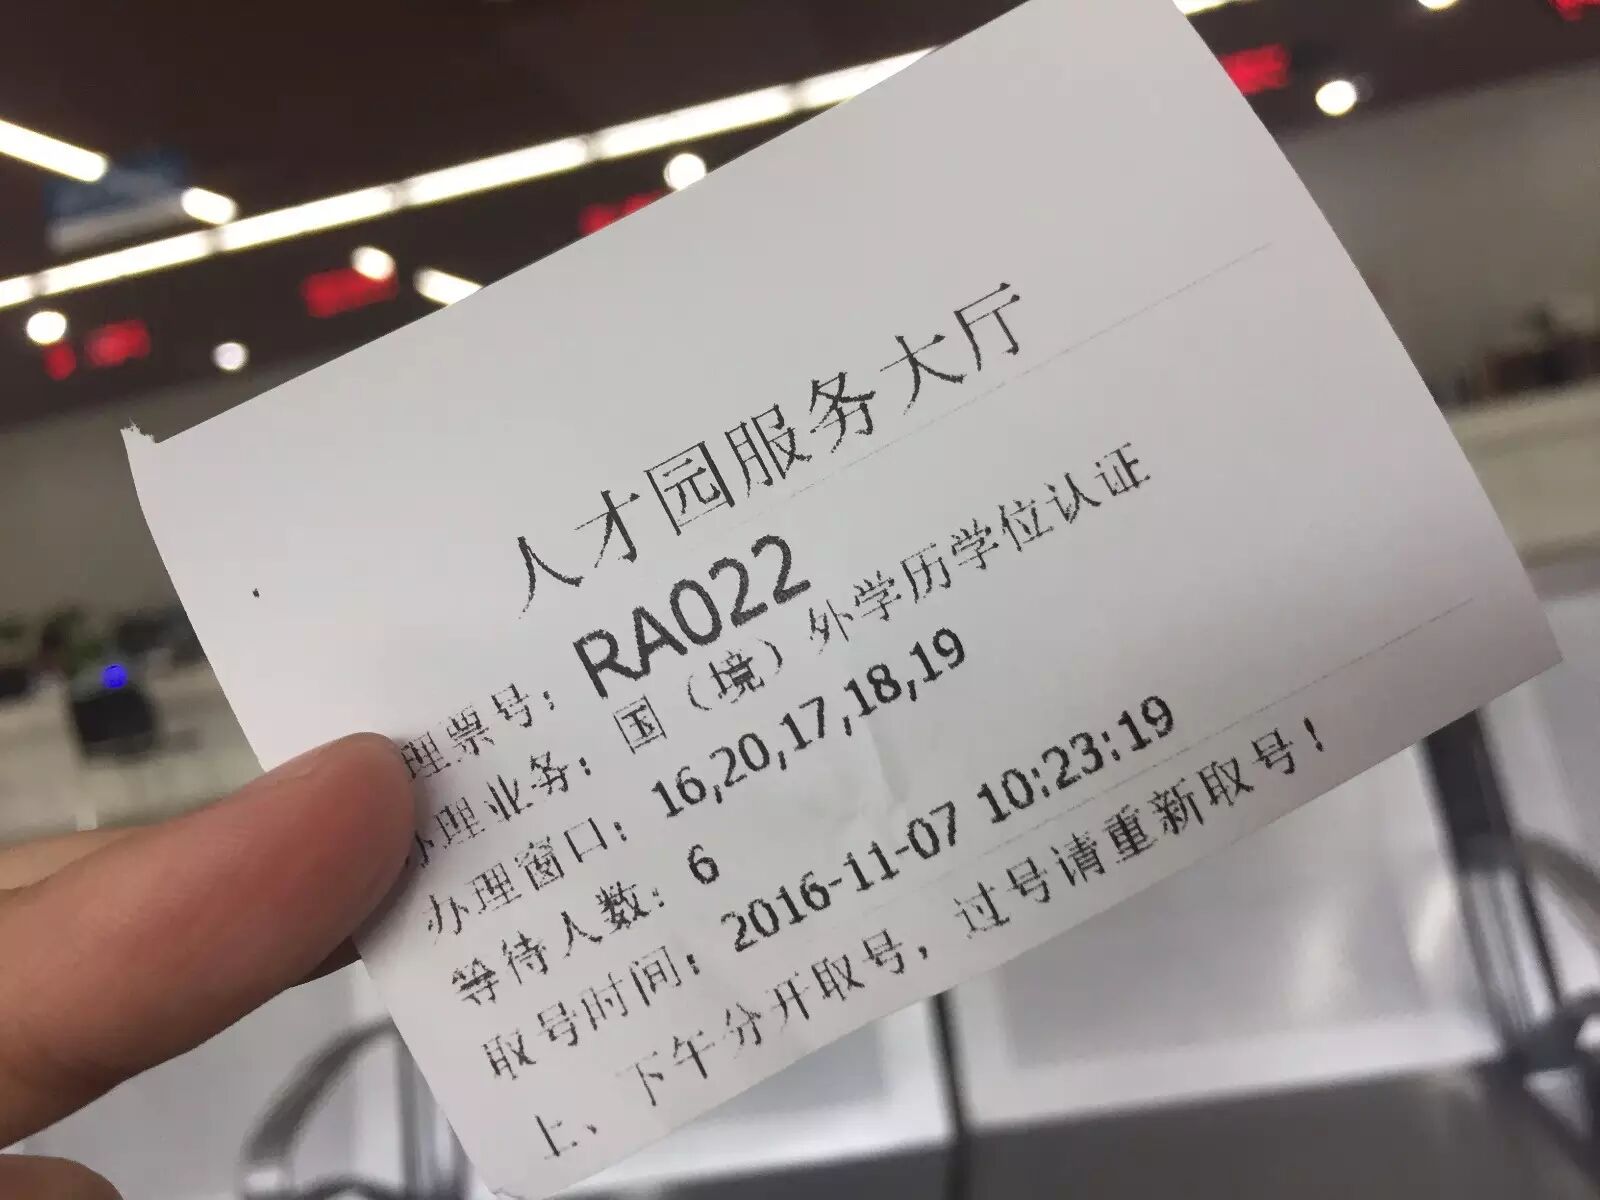 人才园服务大厅
理票号：RA022
办理业务：国（境）外学历学位认证
办理窗口：16,20,17,18,19
等待人数：6
取号时间：2016-11-07 10:23:19
上、下午分开取号，过号请重新取号！